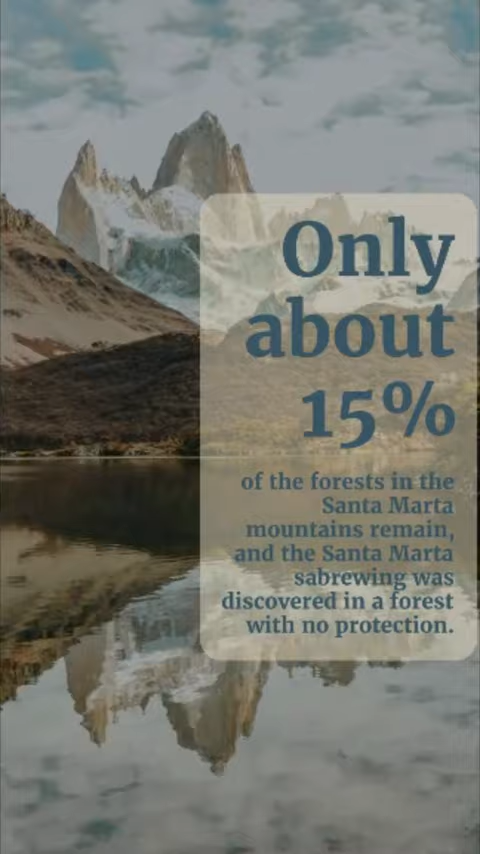 Only
about
15%
of the forests in the
Santa Marta
mountains remain,
and the Santa Marta
sabrewing was
discovered in a forest
with no protection.